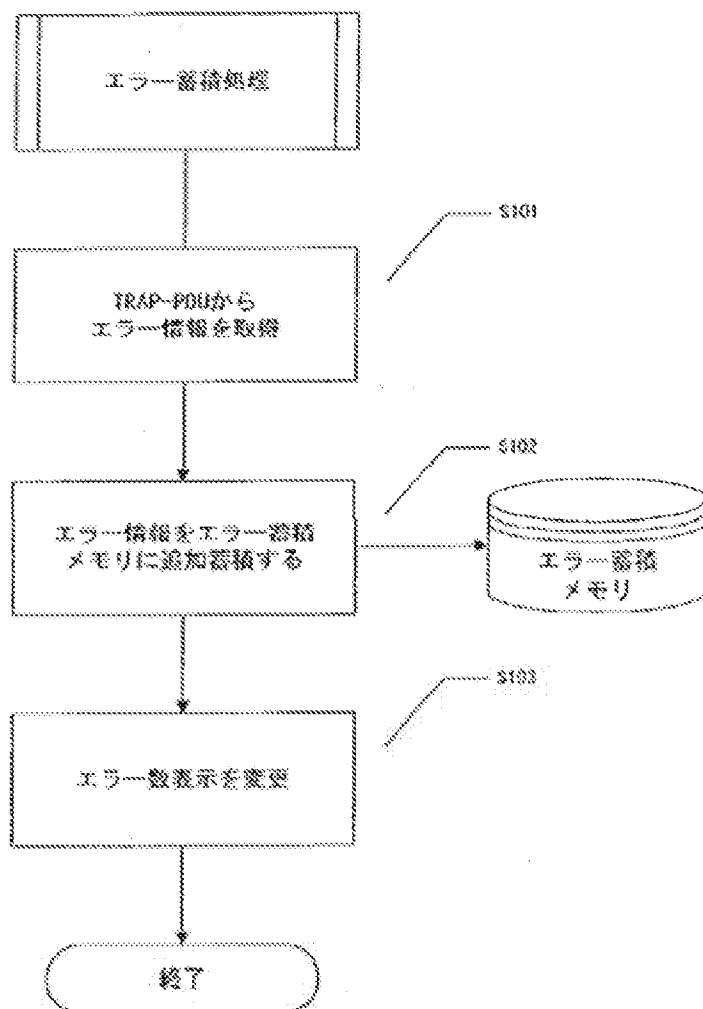 エラー蓄積処理
S101
TRAP-PDUから
エラー情報を取得
S102
エラー情報をエラー蓄積
メモリに追加蓄積する
エラー蓄積
メモリ
S103
エラー数表示を変更
終了